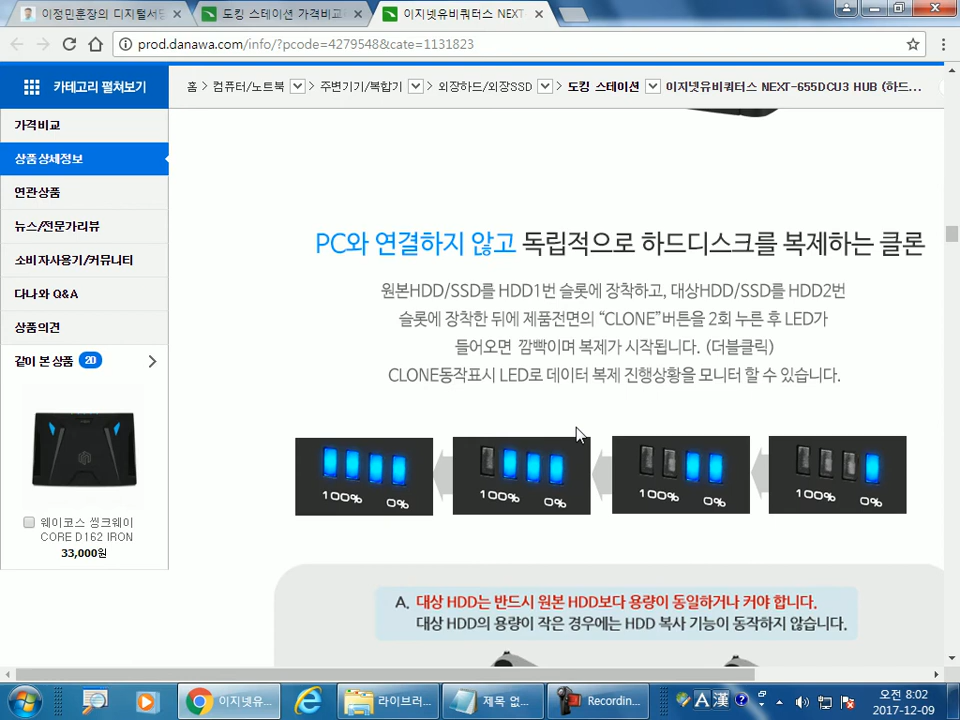 이정민훈장의 디지털서당
도킹 스테이션 가격비교
이지넷유비쿼터스 NEXT
prod.danawa.com/info/?pcode=4279548&cate=1131823
카테고리 펼쳐보기
홈 > 컴퓨터/노트북 > 주변기기/복합기 > 외장하드/외장SSD > 도킹 스테이션 이지넷유비쿼터스 NEXT-655DCU3 HUB (하드...
가격비교
상품상세정보
연관상품
뉴스/전문가리뷰
소비자사용기/커뮤니티
다나와 Q&A
상품의견
같이 본 상품 20
웨이코스 씽크웨이
CORE D162 IRON
33,000원
PC와 연결하지 않고 독립적으로 하드디스크를 복제하는 클론
원본HDD/SSD를 HDD1번 슬롯에 장착하고, 대상HDD/SSD를 HDD2번
슬롯에 장착한 뒤에 제품전면의 “CLONE”버튼을 2회 누른 후 LED가
들어오면 깜빡이며 복제가 시작됩니다. (더블클릭)
CLONE동작표시 LED로 데이터 복제 진행상황을 모니터 할 수 있습니다.
100% 0%
100% 0%
100% 0%
100% 0%
A. 대상 HDD는 반드시 원본 HDD보다 용량이 동일하거나 커야 합니다.
대상 HDD의 용량이 작은 경우에는 HDD 복사 기능이 동작하지 않습니다.
이지넷유...
라이브러...
제목 없...
Recordin...
A 漢
오전 8:02
2017-12-09